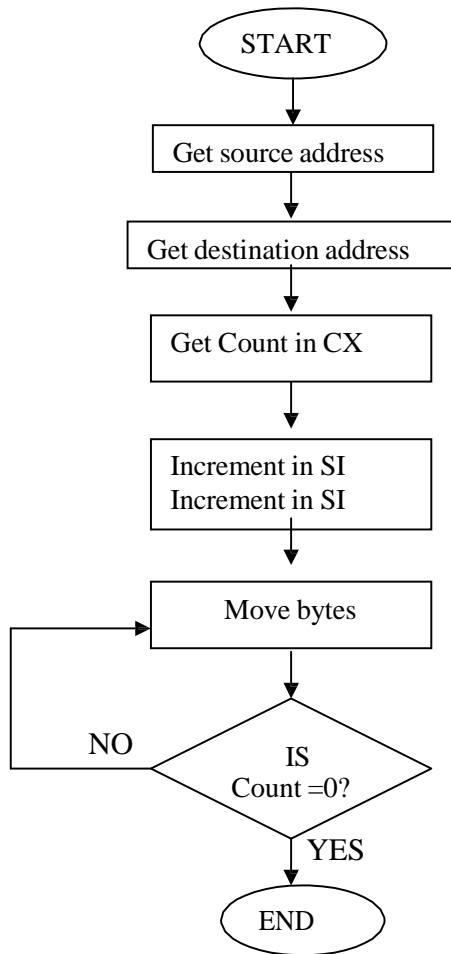 START
Get source address
Get destination address
Get Count in CX
Increment in SI
Increment in SI
Move bytes
NO
IS
Count =0?
YES
END